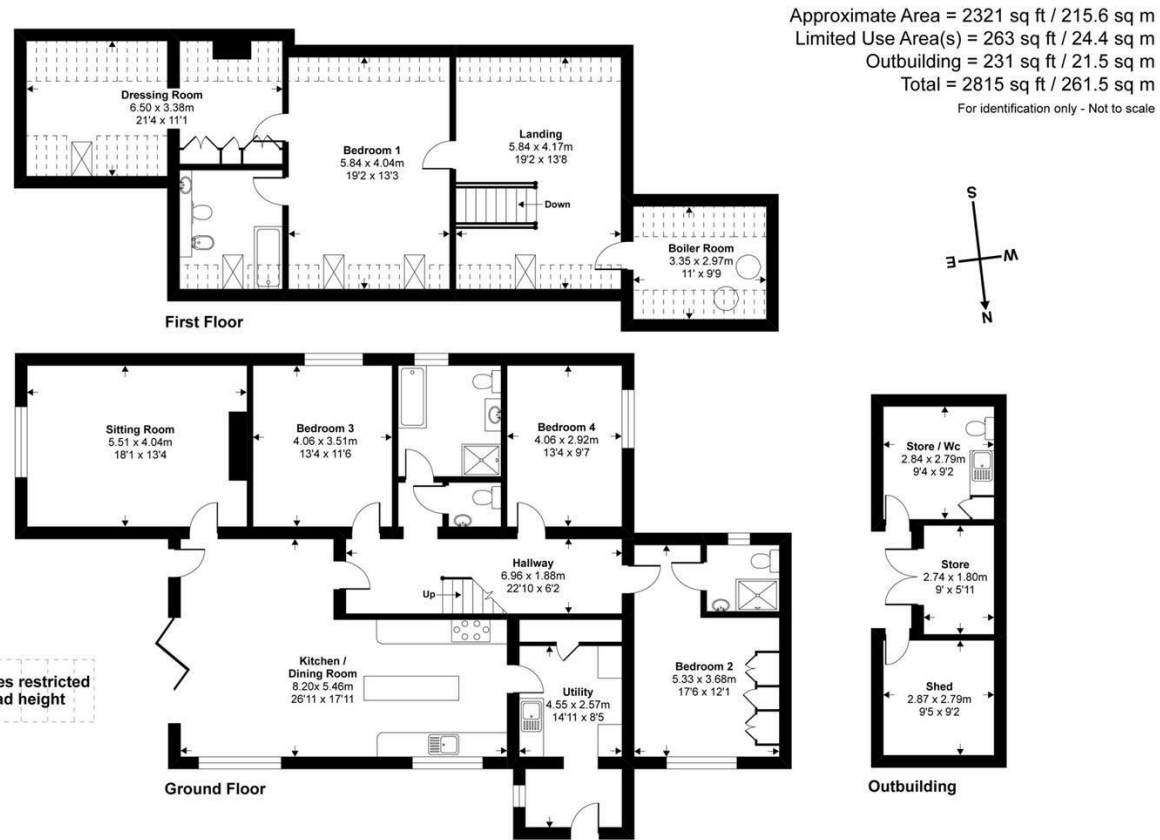 Approximate Area = 2321 sq ft / 215.6 sq m
Limited Use Area(s) = 263 sq ft / 24.4 sq m
Outbuilding = 231 sq ft / 21.5 sq m
Total = 2815 sq ft / 261.5 sq m
For identification only - Not to scale
Dressing Room
6.50 x 3.38m
21'4 x 11'1
Bedroom 1
5.84 x 4.04m
19'2 x 13'3
Landing
5.84 x 4.17m
19'2 x 13'8
Down
Boiler Room
3.35 x 2.97m
11' x 9'9
First Floor
S
E
W
N
Sitting Room
5.51 x 4.04m
18'1 x 13'4
Bedroom 3
4.06 x 3.51m
13'4 x 11'6
Bedroom 4
4.06 x 2.92m
13'4 x 9'7
Hallway
6.96 x 1.88m
22'10 x 6'2
Up
Kitchen /
Dining Room
8.20x 5.46m
26'11 x 17'11
Utility
4.55 x 2.57m
14'11 x 8'5
Bedroom 2
5.33 x 3.68m
17'6 x 12'1
es restricted
ad height
Ground Floor
Store / Wc
2.84 x 2.79m
9'4 x 9'2
Store
2.74 x 1.80m
9' x 5'11
Shed
2.87 x 2.79m
9'5 x 9'2
Outbuilding